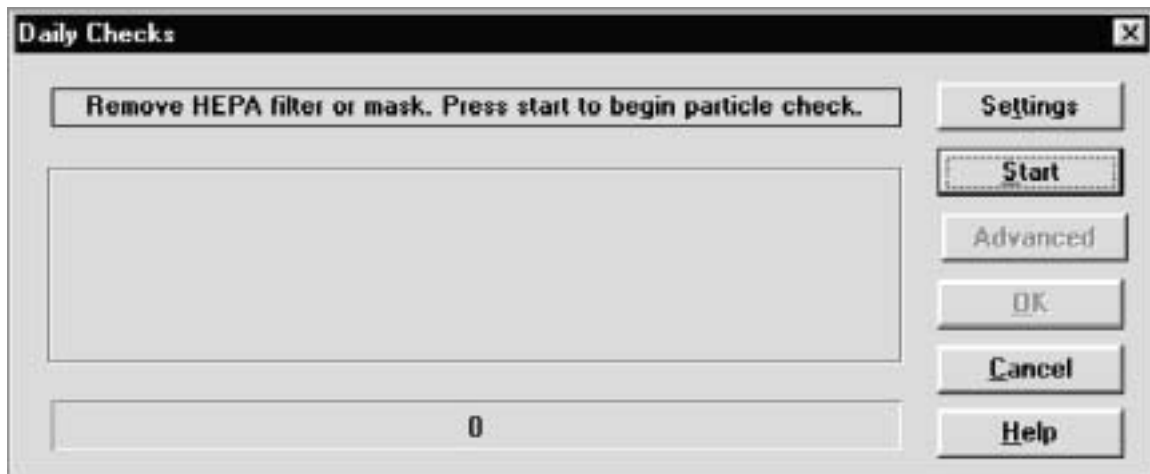 Daily Checks
Remove HEPA filter or mask. Press start to begin particle check.
Settings
Start
Advanced
OK
Cancel
0
Help